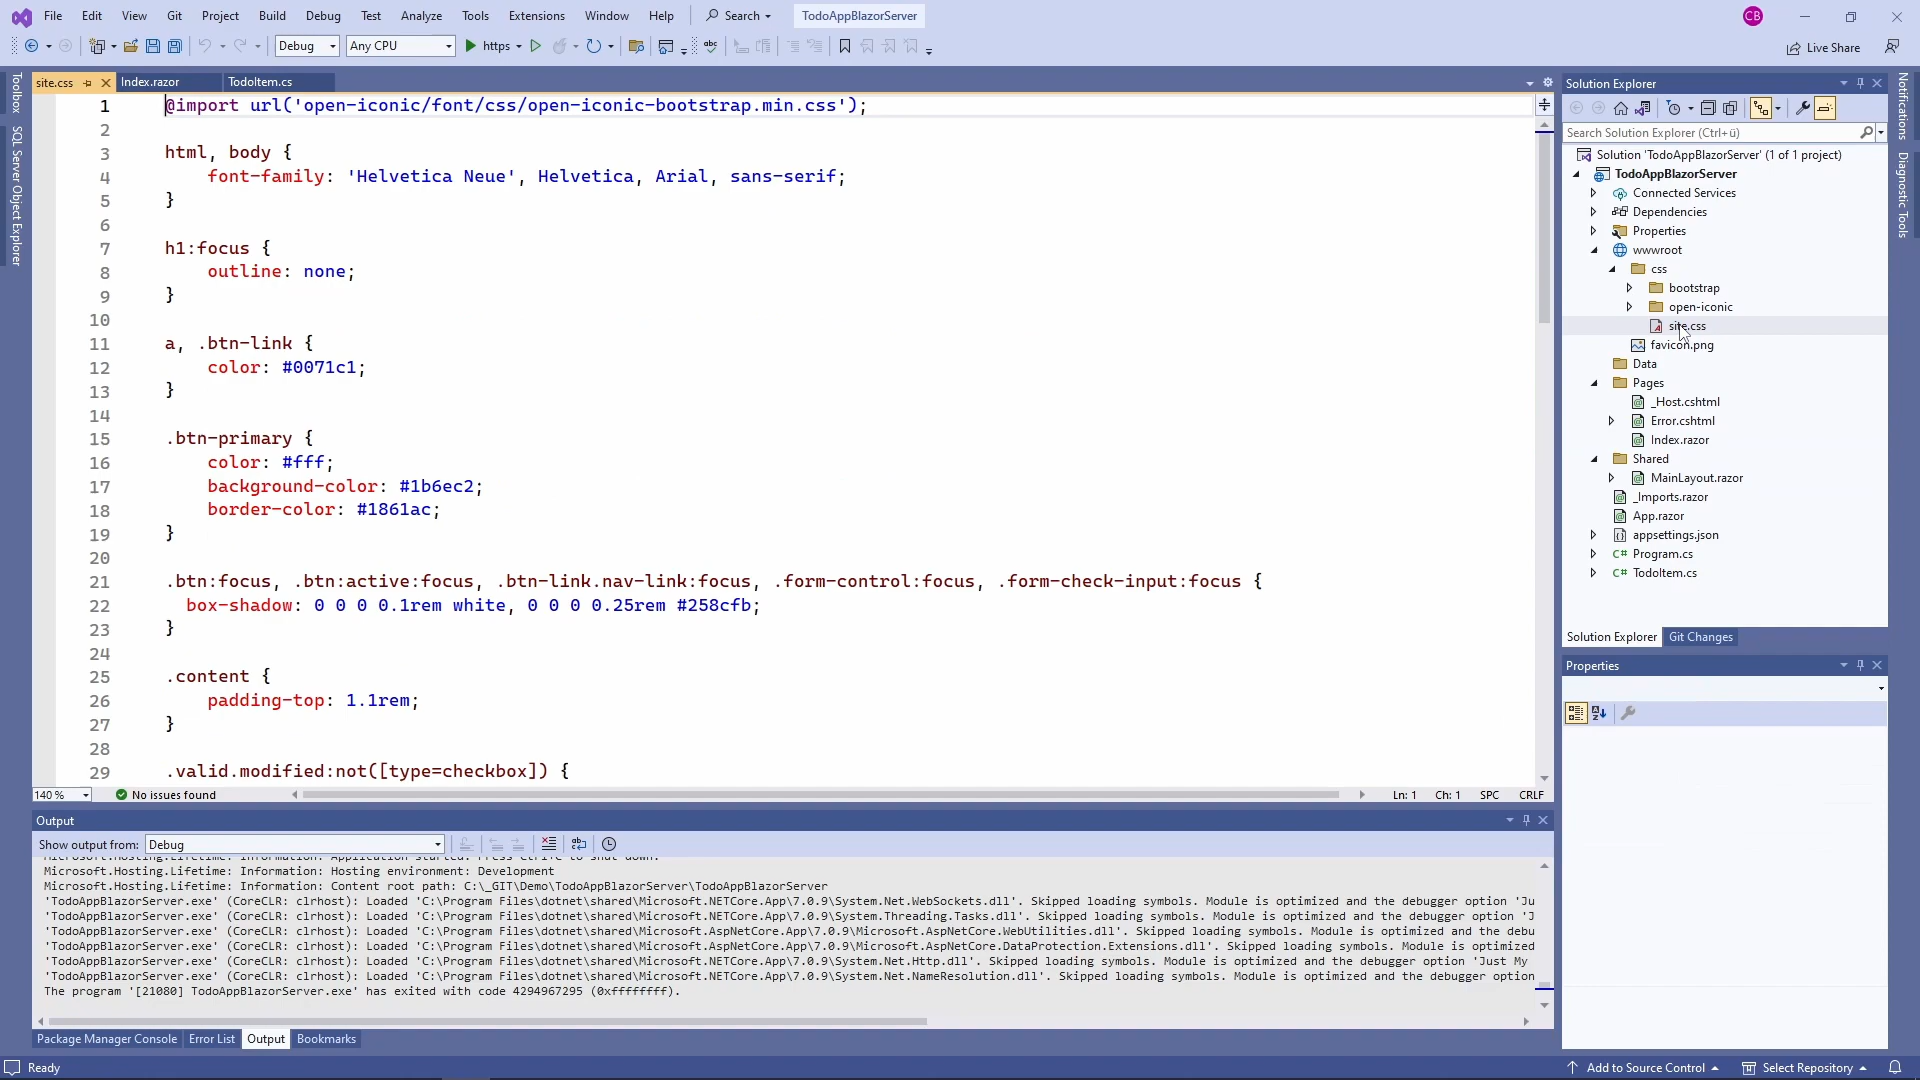 File Edit View Git Project Build Debug Test Analyze Tools Extensions Window Help Search TodoAppBlazorServer CB
Debug Any CPU https Live Share
site.css Index.razor TodoItem.cs
Toolbox
SQL Server Object Explorer
1 @import url('open-iconic/font/css/open-iconic-bootstrap.min.css');
2
3 html, body {
4 font-family: 'Helvetica Neue', Helvetica, Arial, sans-serif;
5 }
6
7 h1:focus {
8 outline: none;
9 }
10
11 a, .btn-link {
12 color: #0071c1;
13 }
14
15 .btn-primary {
16 color: #fff;
17 background-color: #1b6ec2;
18 border-color: #1861ac;
19 }
20
21 .btn:focus, .btn:active:focus, .btn-link.nav-link:focus, .form-control:focus, .form-check-input:focus {
22 box-shadow: 0 0 0 0.1rem white, 0 0 0 0.25rem #258cfb;
23 }
24
25 .content {
26 padding-top: 1.1rem;
27 }
28
29 .valid.modified:not([type=checkbox]) {
140 % No issues found Ln: 1 Ch: 1 SPC CRLF
Output
Show output from: Debug
Microsoft.Hosting.Lifetime: Information: Application started. Press Ctrl+C to shut down.
Microsoft.Hosting.Lifetime: Information: Hosting environment: Development
Microsoft.Hosting.Lifetime: Information: Content root path: C:\_GIT\Demo\TodoAppBlazorServer\TodoAppBlazorServer
'TodoAppBlazorServer.exe' (CoreCLR: clrhost): Loaded 'C:\Program Files\dotnet\shared\Microsoft.NETCore.App\7.0.9\System.Net.WebSockets.dll'. Skipped loading symbols. Module is optimized and the debugger option 'Ju
'TodoAppBlazorServer.exe' (CoreCLR: clrhost): Loaded 'C:\Program Files\dotnet\shared\Microsoft.NETCore.App\7.0.9\System.Threading.Tasks.dll'. Skipped loading symbols. Module is optimized and the debugger option 'J
'TodoAppBlazorServer.exe' (CoreCLR: clrhost): Loaded 'C:\Program Files\dotnet\shared\Microsoft.AspNetCore.App\7.0.9\Microsoft.AspNetCore.WebUtilities.dll'. Skipped loading symbols. Module is optimized and the debu
'TodoAppBlazorServer.exe' (CoreCLR: clrhost): Loaded 'C:\Program Files\dotnet\shared\Microsoft.AspNetCore.App\7.0.9\Microsoft.AspNetCore.DataProtection.Extensions.dll'. Skipped loading symbols. Module is optimized
'TodoAppBlazorServer.exe' (CoreCLR: clrhost): Loaded 'C:\Program Files\dotnet\shared\Microsoft.NETCore.App\7.0.9\System.Net.Http.dll'. Skipped loading symbols. Module is optimized and the debugger option 'Just My
'TodoAppBlazorServer.exe' (CoreCLR: clrhost): Loaded 'C:\Program Files\dotnet\shared\Microsoft.NETCore.App\7.0.9\System.Net.NameResolution.dll'. Skipped loading symbols. Module is optimized and the debugger option
The program '[21080] TodoAppBlazorServer.exe' has exited with code 4294967295 (0xffffffff).
Package Manager Console Error List Output Bookmarks
Solution Explorer
Search Solution Explorer (Ctrl+ü)
Solution 'TodoAppBlazorServer' (1 of 1 project)
TodoAppBlazorServer
Connected Services
Dependencies
Properties
wwwroot
css
bootstrap
open-iconic
site.css
favicon.png
Data
Pages
_Host.cshtml
Error.cshtml
Index.razor
Shared
MainLayout.razor
_Imports.razor
App.razor
appsettings.json
C# Program.cs
C# TodoItem.cs
Solution Explorer Git Changes
Properties
Notifications
Diagnostic Tools
Ready Add to Source Control Select Repository